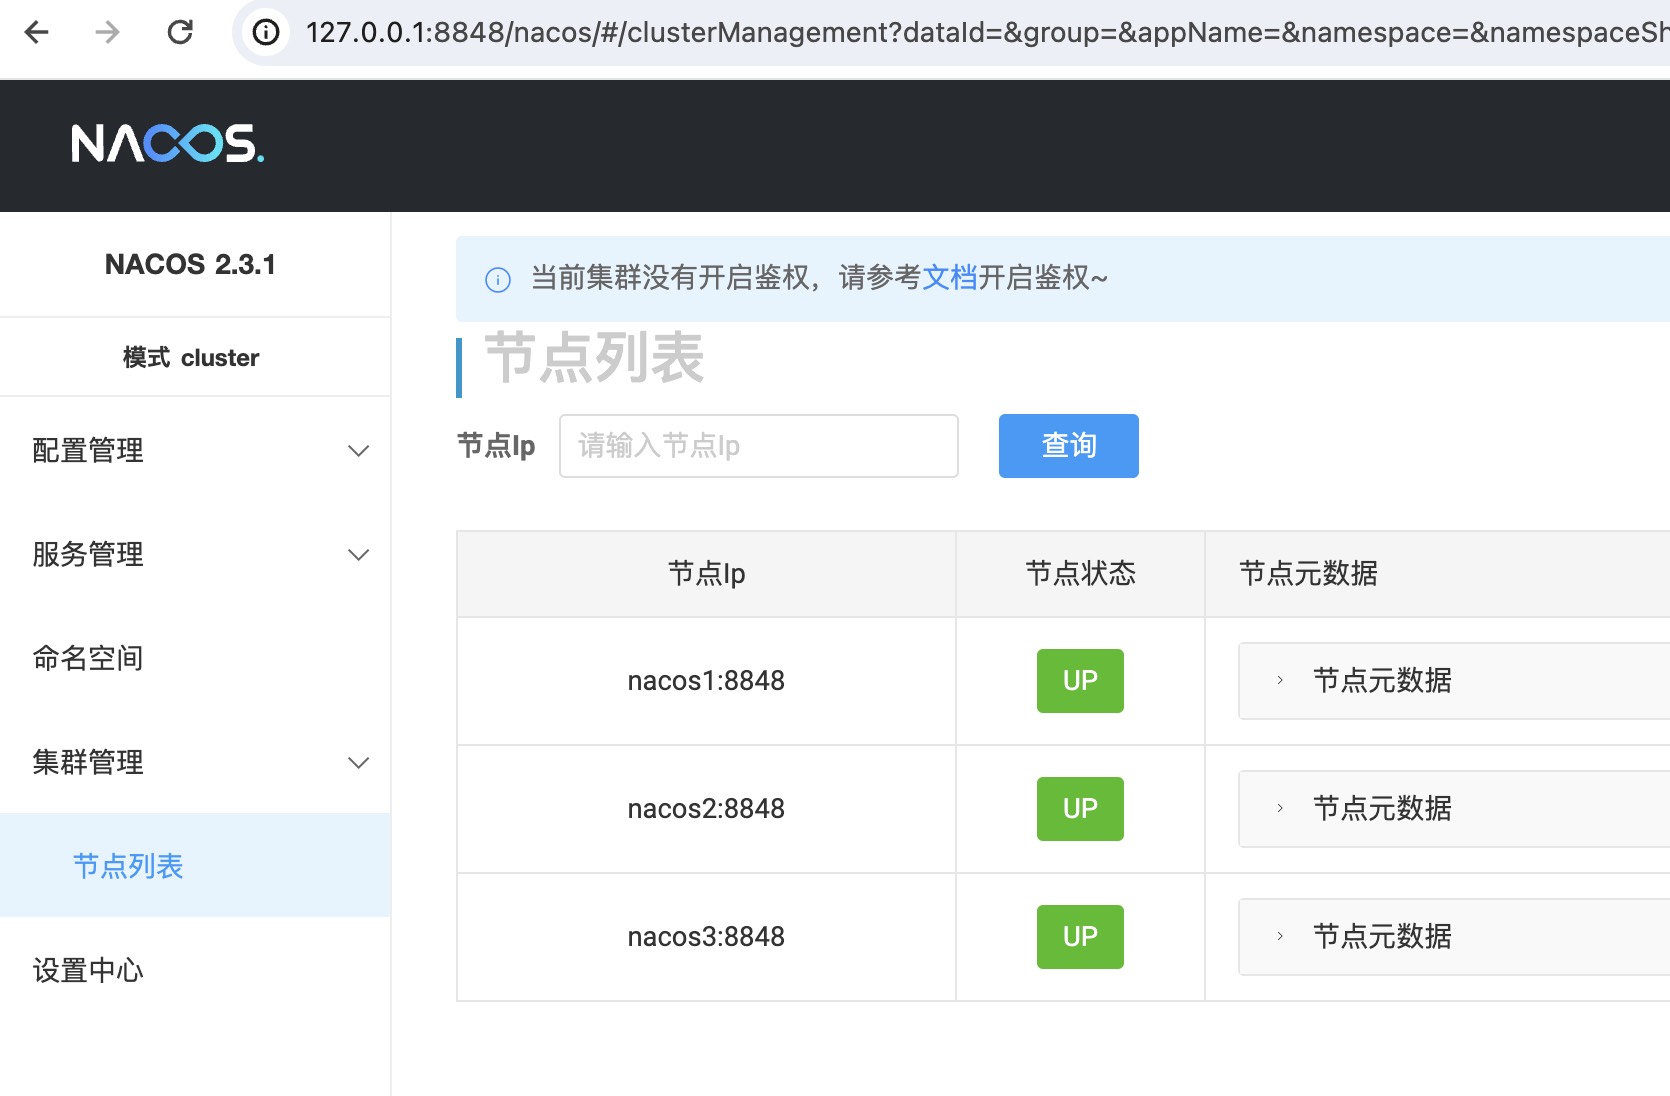 127.0.0.1:8848/nacos/#/clusterManagement?dataId=&group=&appName=&namespace=&namespaceSh
NACOS.
NACOS 2.3.1
模式 cluster
配置管理
服务管理
命名空间
集群管理
节点列表
设置中心
当前集群没有开启鉴权，请参考文档开启鉴权~
节点列表
节点Ip 请输入节点Ip 查询
节点Ip 节点状态 节点元数据
nacos1:8848 UP 节点元数据
nacos2:8848 UP 节点元数据
nacos3:8848 UP 节点元数据